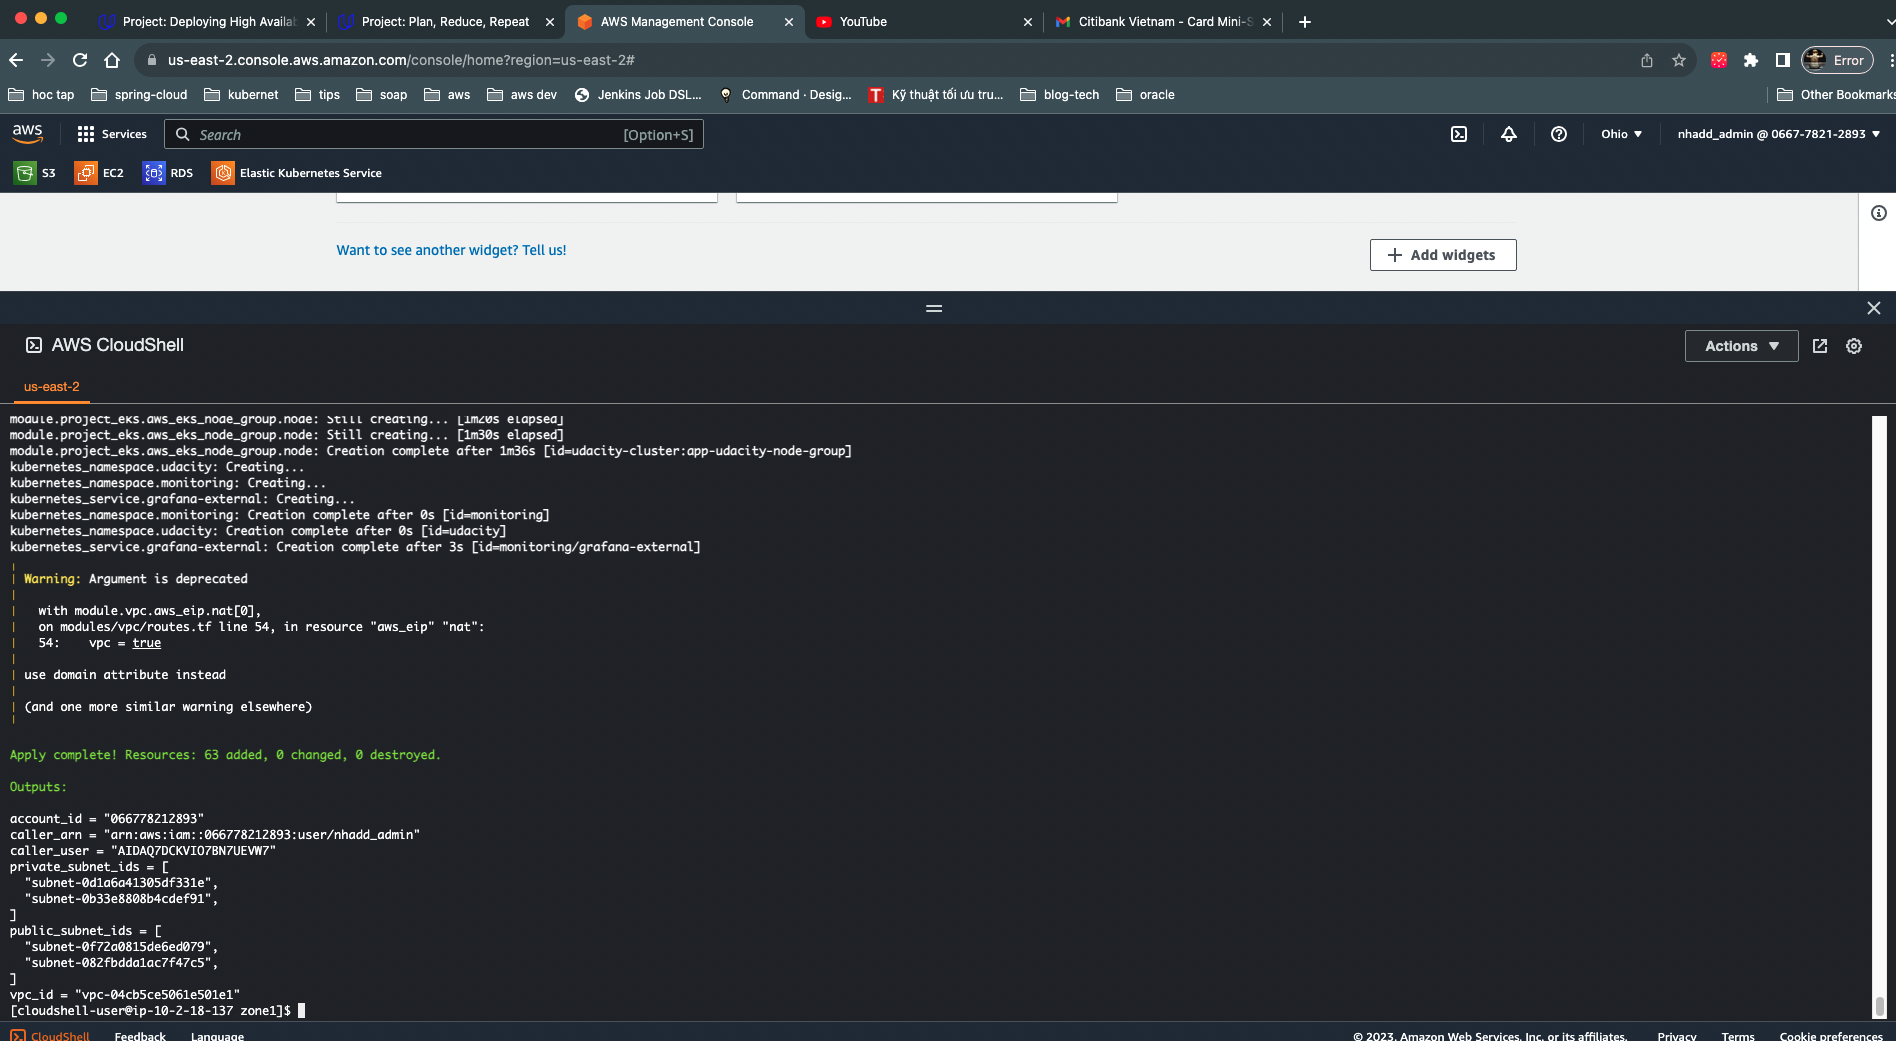 Project: Deploying High Availab
Project: Plan, Reduce, Repeat
AWS Management Console
YouTube
Citibank Vietnam - Card Mini-S
us-east-2.console.aws.amazon.com/console/home?region=us-east-2#
Error
hoc tap
spring-cloud
kubernet
tips
soap
aws
aws dev
Jenkins Job DSL...
Command · Desig...
Kỹ thuật tối ưu tru...
blog-tech
oracle
Other Bookmarks
aws
Services
Search
[Option+S]
Ohio
nhadd_admin @ 0667-7821-2893
S3
EC2
RDS
Elastic Kubernetes Service
Want to see another widget? Tell us!
Add widgets
AWS CloudShell
Actions
us-east-2
module.project_eks.aws_eks_node_group.node: Still creating... [1m20s elapsed]
module.project_eks.aws_eks_node_group.node: Still creating... [1m30s elapsed]
module.project_eks.aws_eks_node_group.node: Creation complete after 1m36s [id=udacity-cluster:app-udacity-node-group]
kubernetes_namespace.udacity: Creating...
kubernetes_namespace.monitoring: Creating...
kubernetes_service.grafana-external: Creating...
kubernetes_namespace.monitoring: Creation complete after 0s [id=monitoring]
kubernetes_namespace.udacity: Creation complete after 0s [id=udacity]
kubernetes_service.grafana-external: Creation complete after 3s [id=monitoring/grafana-external]
Warning: Argument is deprecated
with module.vpc.aws_eip.nat[0],
on modules/vpc/routes.tf line 54, in resource "aws_eip" "nat":
54:    vpc = true
use domain attribute instead
(and one more similar warning elsewhere)
Apply complete! Resources: 63 added, 0 changed, 0 destroyed.
Outputs:
account_id = "066778212893"
caller_arn = "arn:aws:iam::066778212893:user/nhadd_admin"
caller_user = "AIDAQ7DCKVIO7BN7UEVW7"
private_subnet_ids = [
"subnet-0d1a6a41305df331e",
"subnet-0b33e8808b4cdef91",
]
public_subnet_ids = [
"subnet-0f72a0815de6ed079",
"subnet-082fbdda1ac7f47c5",
]
vpc_id = "vpc-04cb5ce5061e501e1"
[cloudshell-user@ip-10-2-18-137 zone1]$
CloudShell
Feedback
Language
© 2023, Amazon Web Services, Inc. or its affiliates.
Privacy
Terms
Cookie preferences